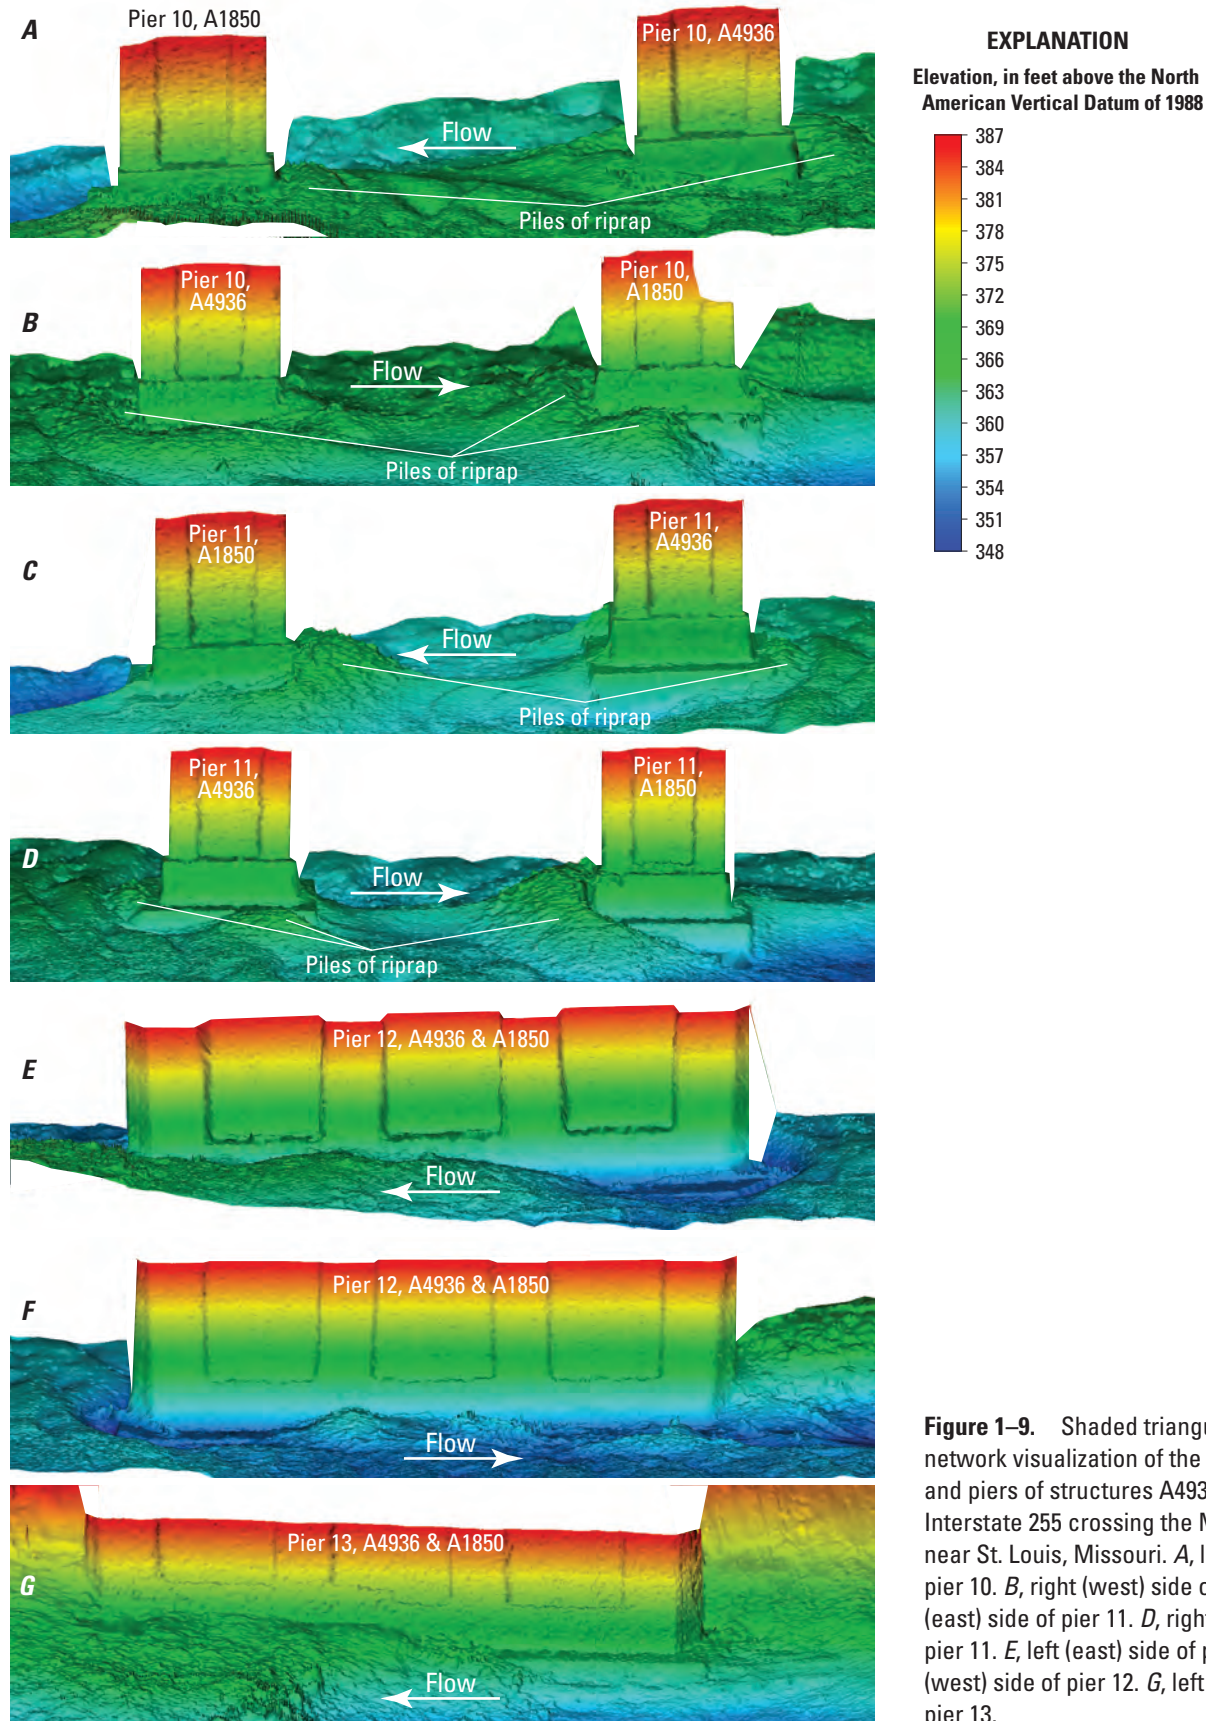 A
Pier 10, A1850
Pier 10, A4936
Flow
Piles of riprap
B
Pier 10,
A4936
Pier 10,
A1850
Flow
Piles of riprap
C
Pier 11,
A1850
Pier 11,
A4936
Flow
Piles of riprap
D
Pier 11,
A4936
Pier 11,
A1850
Flow
Piles of riprap
E
Pier 12, A4936 & A1850
Flow
F
Pier 12, A4936 & A1850
Flow
G
Pier 13, A4936 & A1850
Flow
EXPLANATION
Elevation, in feet above the North
American Vertical Datum of 1988
387
384
381
378
375
372
369
366
363
360
357
354
351
348
Figure 1–9. Shaded triangu
network visualization of the
and piers of structures A493
Interstate 255 crossing the M
near St. Louis, Missouri. A, l
pier 10. B, right (west) side o
(east) side of pier 11. D, right
pier 11. E, left (east) side of p
(west) side of pier 12. G, left
pier 13.